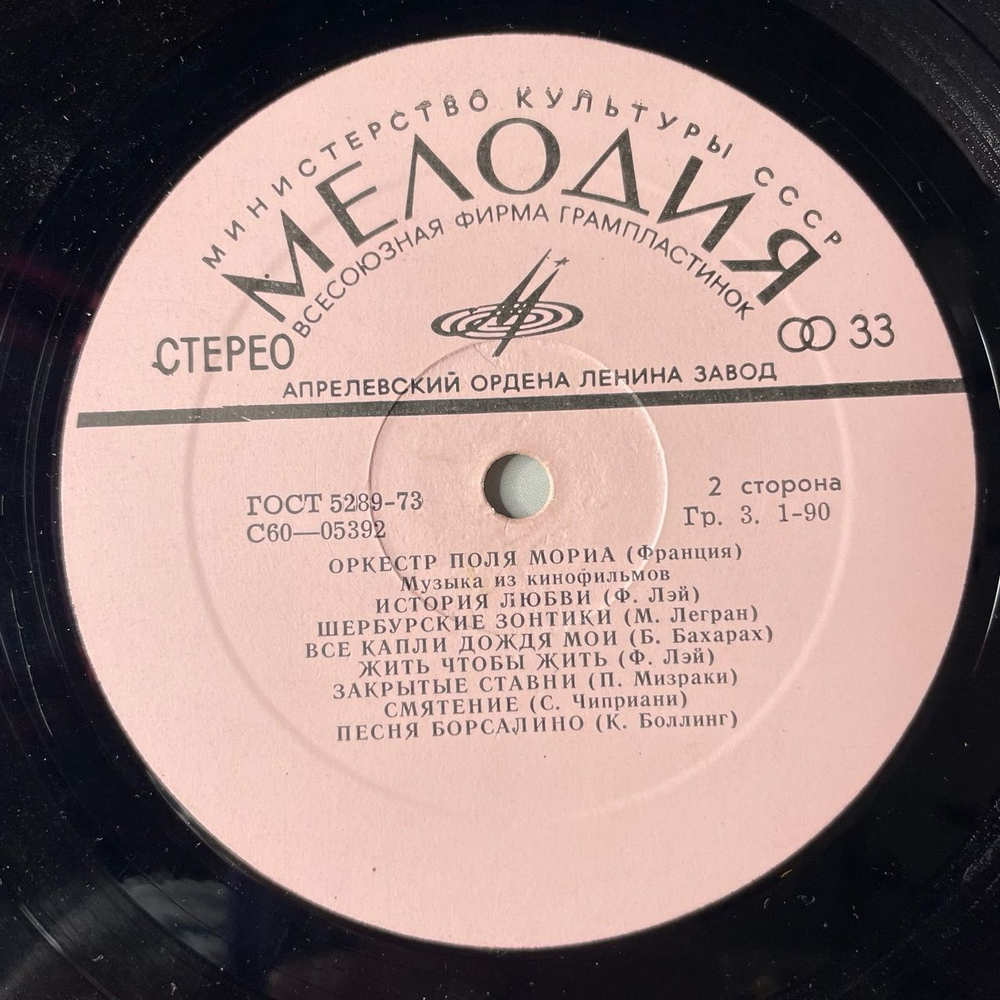 МИНИСТЕРСТВО КУЛЬТУРЫ СССР
МЕЛОДИЯ
ВСЕСОЮЗНАЯ ФИРМА ГРАМПЛАСТИНОК
СТЕРЕО
33
АПРЕЛЕВСКИЙ ОРДЕНА ЛЕНИНА ЗАВОД
ГОСТ 5289-73
2 сторона
С60—05392
Гр. 3. 1-90
ОРКЕСТР ПОЛЯ МОРИА (Франция)
Музыка из кинофильмов
ИСТОРИЯ ЛЮБВИ (Ф. Лэй)
ШЕРБУРСКИЕ ЗОНТИКИ (М. Легран)
ВСЕ КАПЛИ ДОЖДЯ МОИ (Б. Бахарах)
ЖИТЬ ЧТОБЫ ЖИТЬ (Ф. Лэй)
ЗАКРЫТЫЕ СТАВНИ (П. Мизраки)
СМЯТЕНИЕ (С. Чиприани)
ПЕСНЯ БОРСАЛИНО (К. Боллинг)